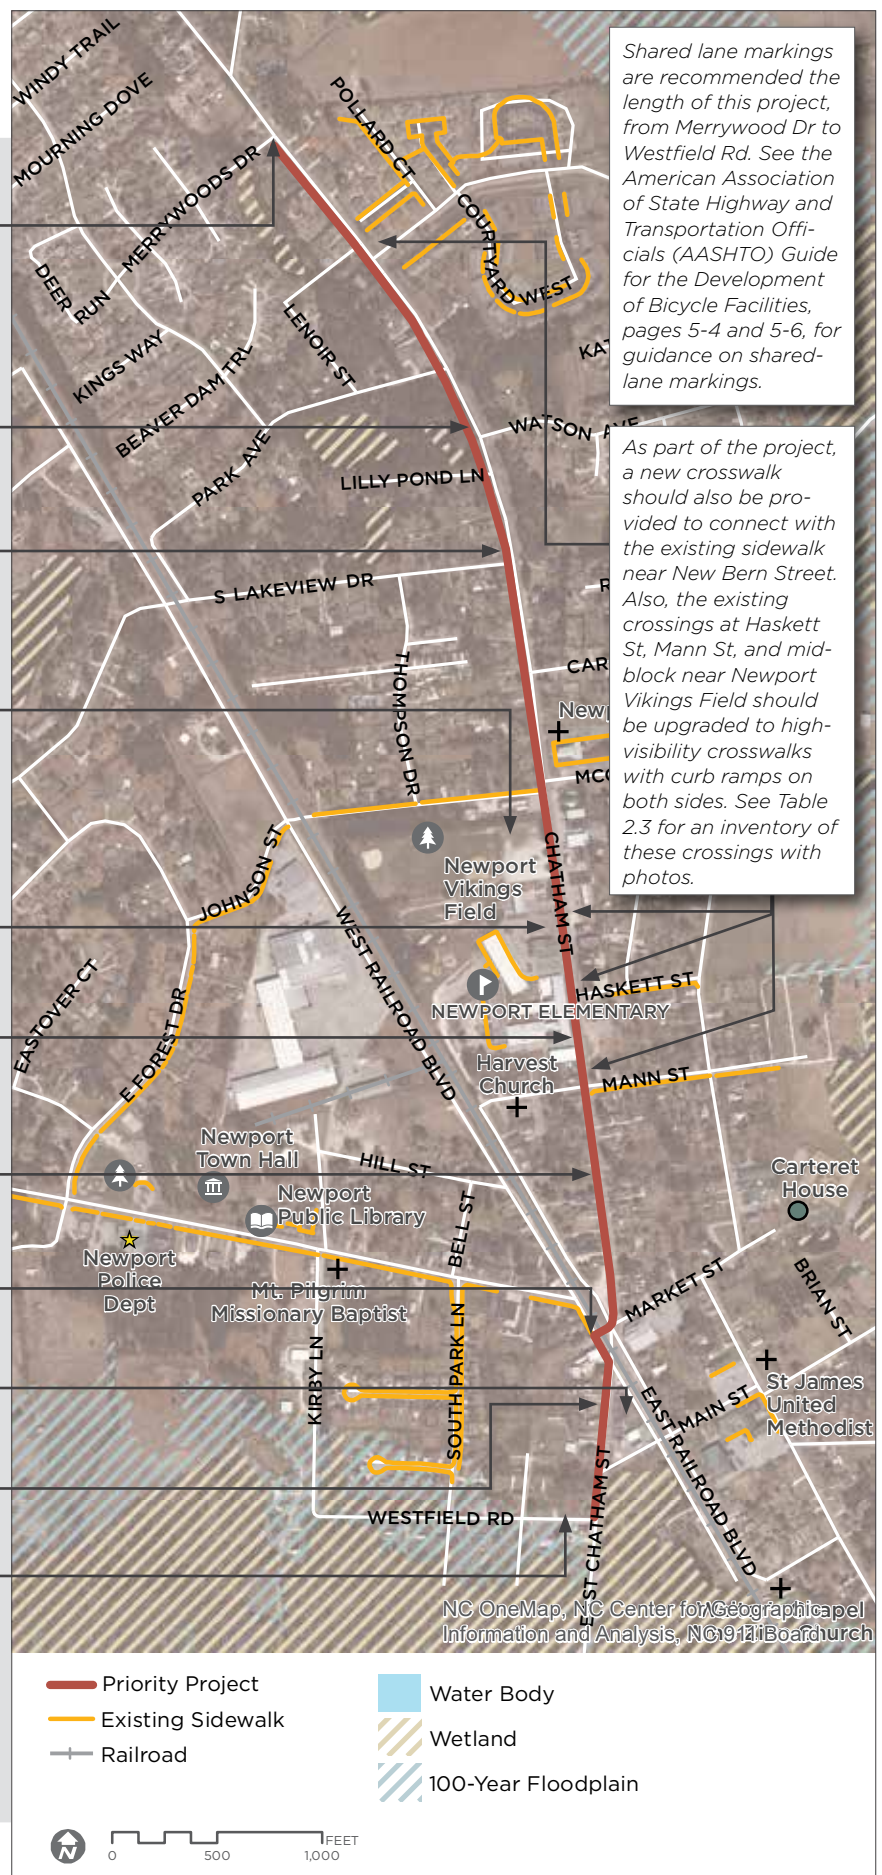 WINDY TRAIL
MOURNING DOVE
POLLARD CT
MERRYWOODS DR
COURTYARD WEST
DEER RUN
KINGS WAY
LENOIR ST
BEAVER DAM TRL
PARK AVE
WATSON AVE
LILLY POND LN
S LAKEVIEW DR
THOMPSON DR
CAR
Newp
MCC
JOHNSON ST
Newport
Vikings
Field
CHATHAM ST
WEST RAILROAD BLVD
EASTOVER CT
E FOREST DR
HASKETT ST
NEWPORT ELEMENTARY
Harvest
Church
MANN ST
Newport
Town Hall
HILL ST
Newport
Public Library
BELL ST
Carteret
House
Newport
Police
Dept
Mt. Pilgrim
Missionary Baptist
MARKET ST
BRIAN ST
KIRBY LN
SOUTH PARK LN
EAST RAILROAD BLVD
MAIN ST
St James
United
Methodist
WESTFIELD RD
EAST CHATHAM ST
NC OneMap, NC Center for Geographic
Information and Analysis, NC 911 Board
Shared lane markings
are recommended the
length of this project,
from Merrywood Dr to
Westfield Rd. See the
American Association
of State Highway and
Transportation Offi-
cials (AASHTO) Guide
for the Development
of Bicycle Facilities,
pages 5-4 and 5-6, for
guidance on shared-
lane markings.
As part of the project,
a new crosswalk
should also be pro-
vided to connect with
the existing sidewalk
near New Bern Street.
Also, the existing
crossings at Haskett
St, Mann St, and mid-
block near Newport
Vikings Field should
be upgraded to high-
visibility crosswalks
with curb ramps on
both sides. See Table
2.3 for an inventory of
these crossings with
photos.
Priority Project
Existing Sidewalk
Railroad
Water Body
Wetland
100-Year Floodplain
N
0 500 1,000 FEET